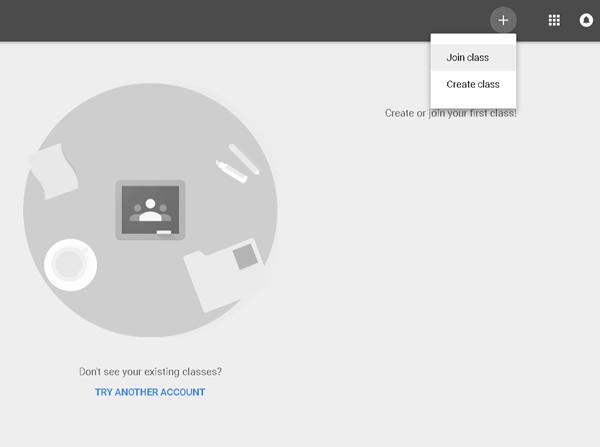 Join class
Create class
Create or join your first class!
Don't see your existing classes?
TRY ANOTHER ACCOUNT